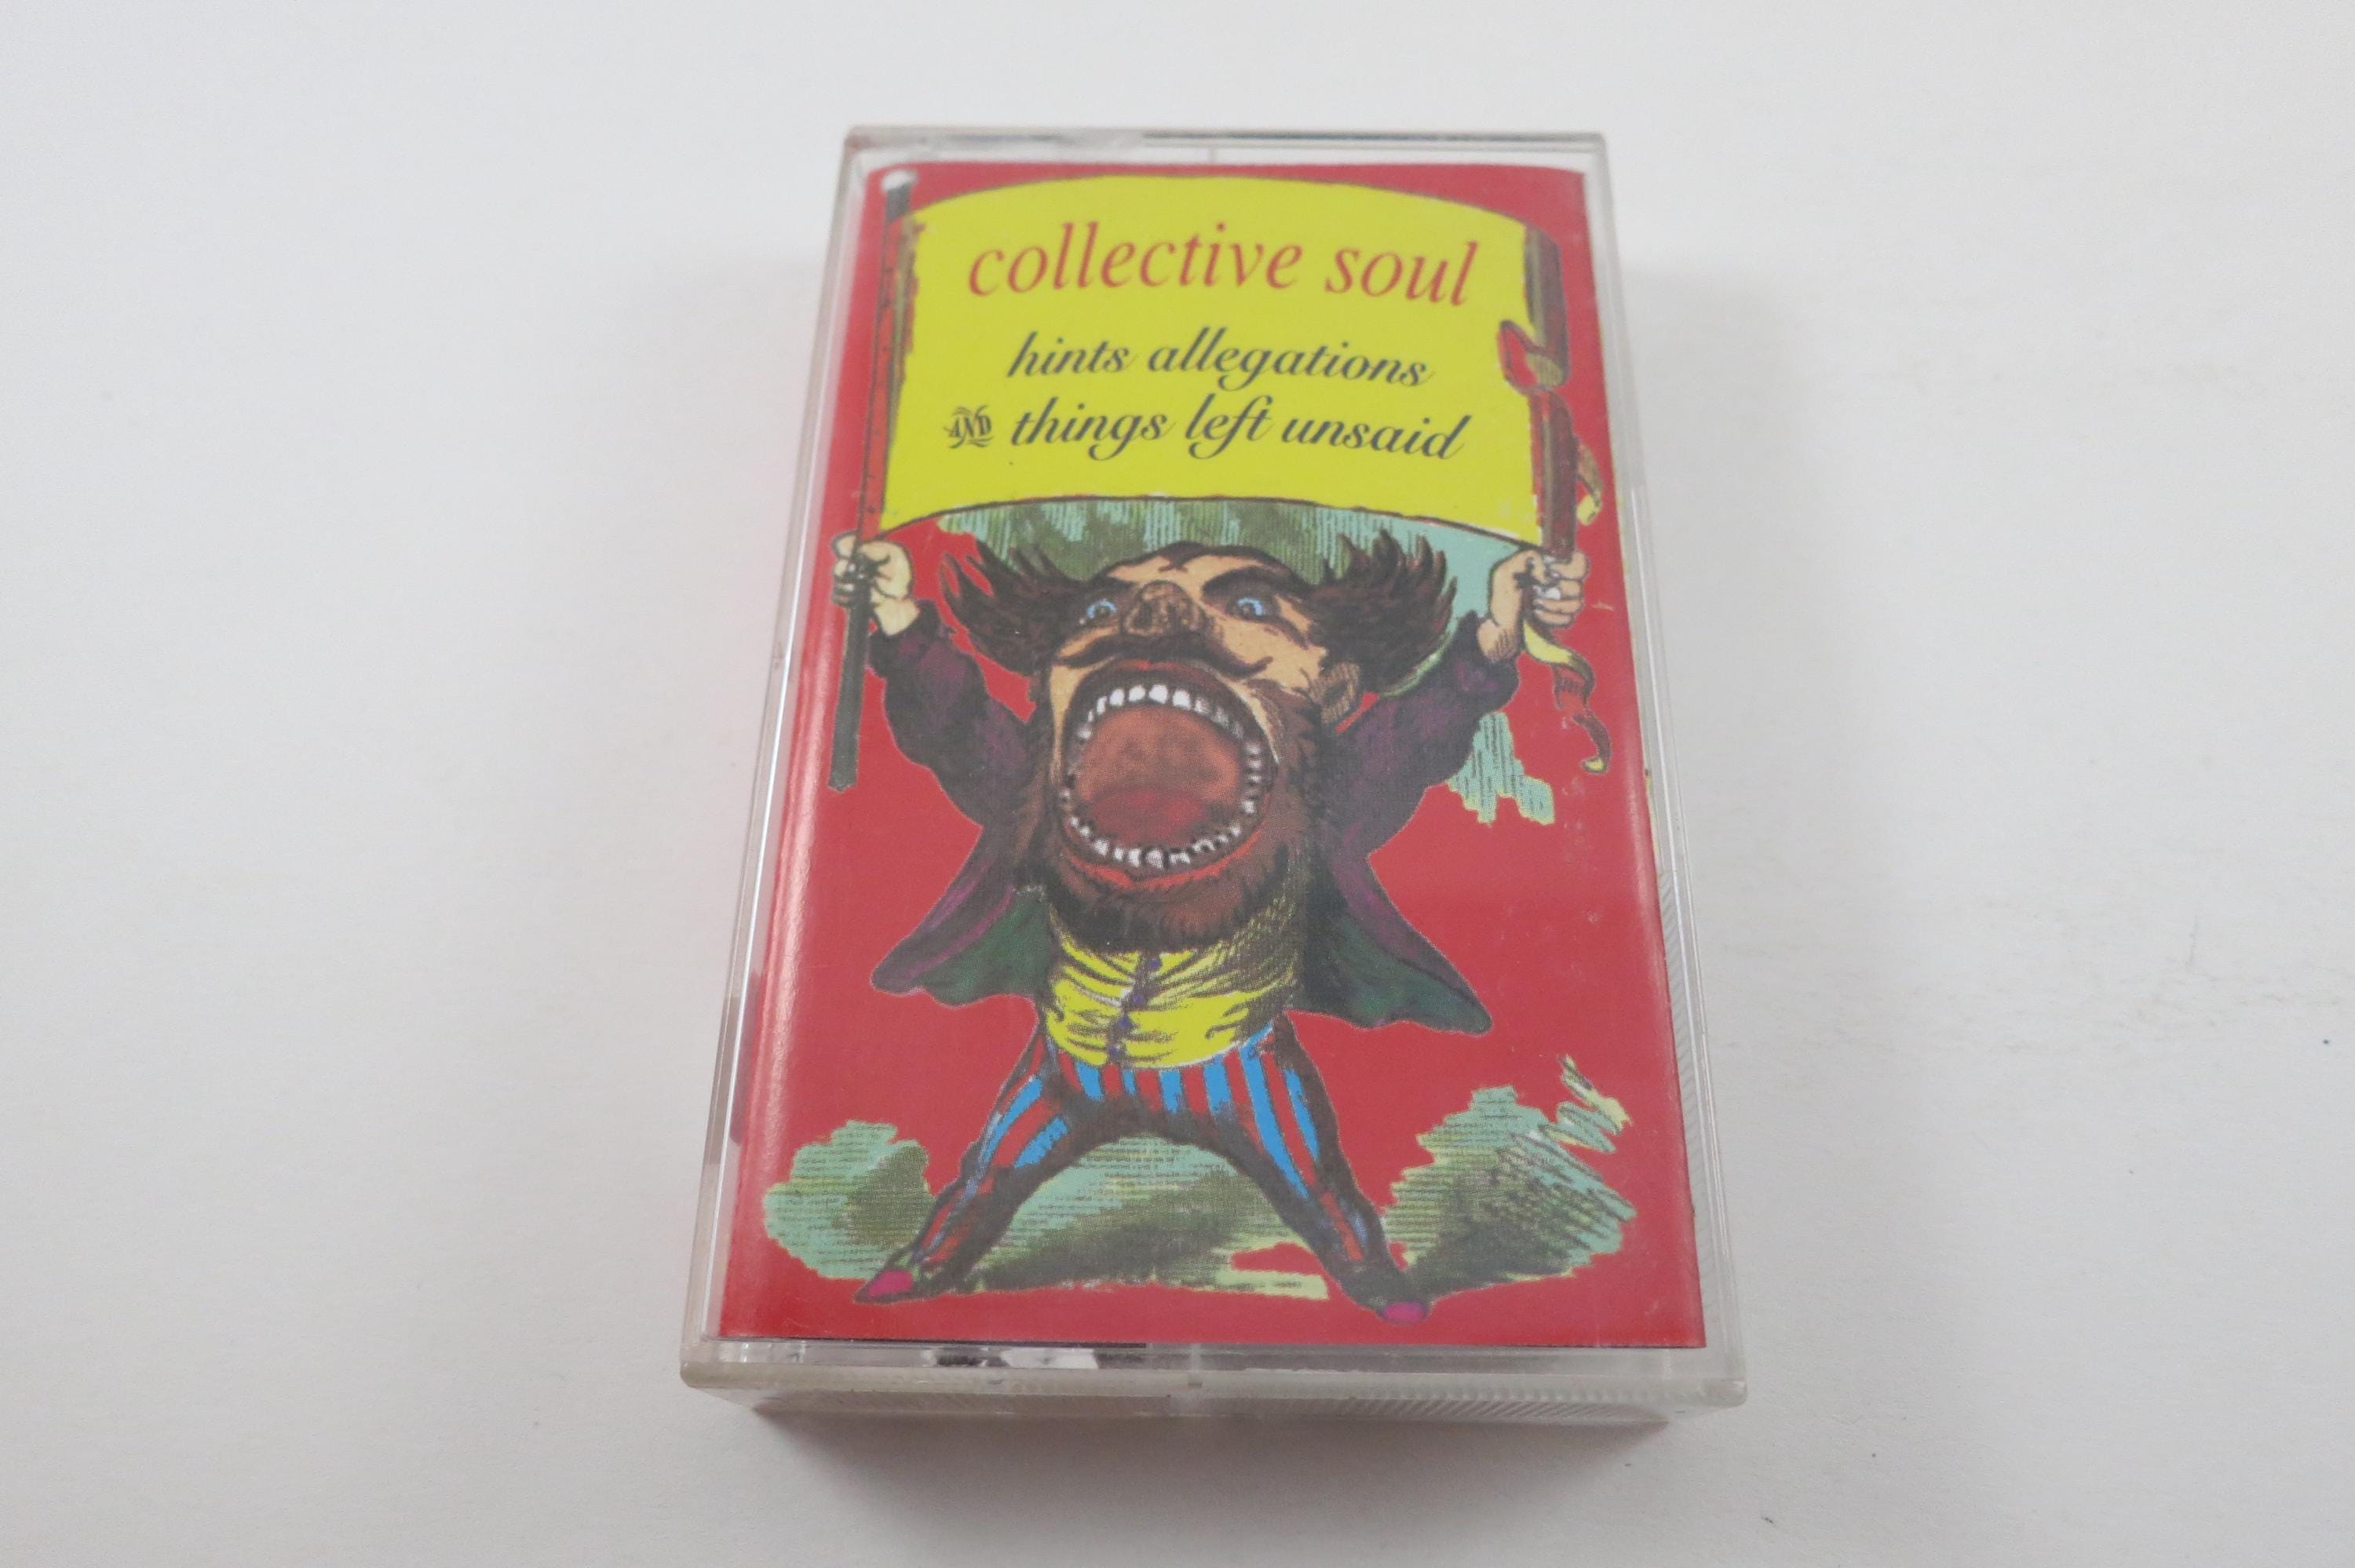 collective soul
hints allegations
AND things left unsaid